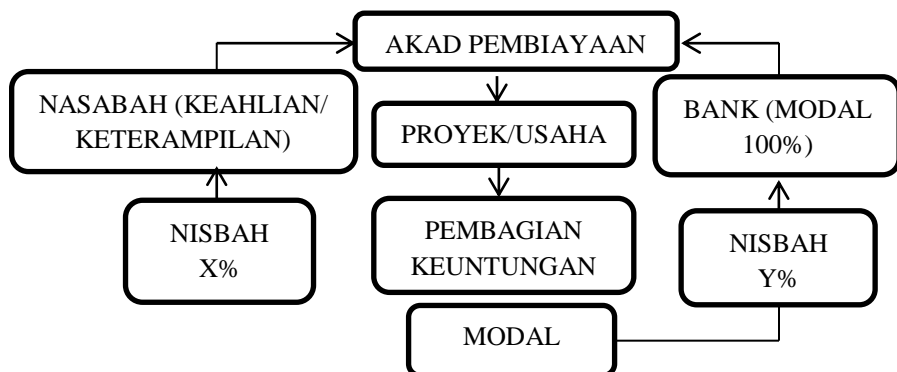 AKAD PEMBIAYAAN
NASABAH (KEAHLIAN/
KETERAMPILAN)
PROYEK/USAHA
BANK (MODAL
100%)
NISBAH
X%
PEMBAGIAN
KEUNTUNGAN
NISBAH
Y%
MODAL